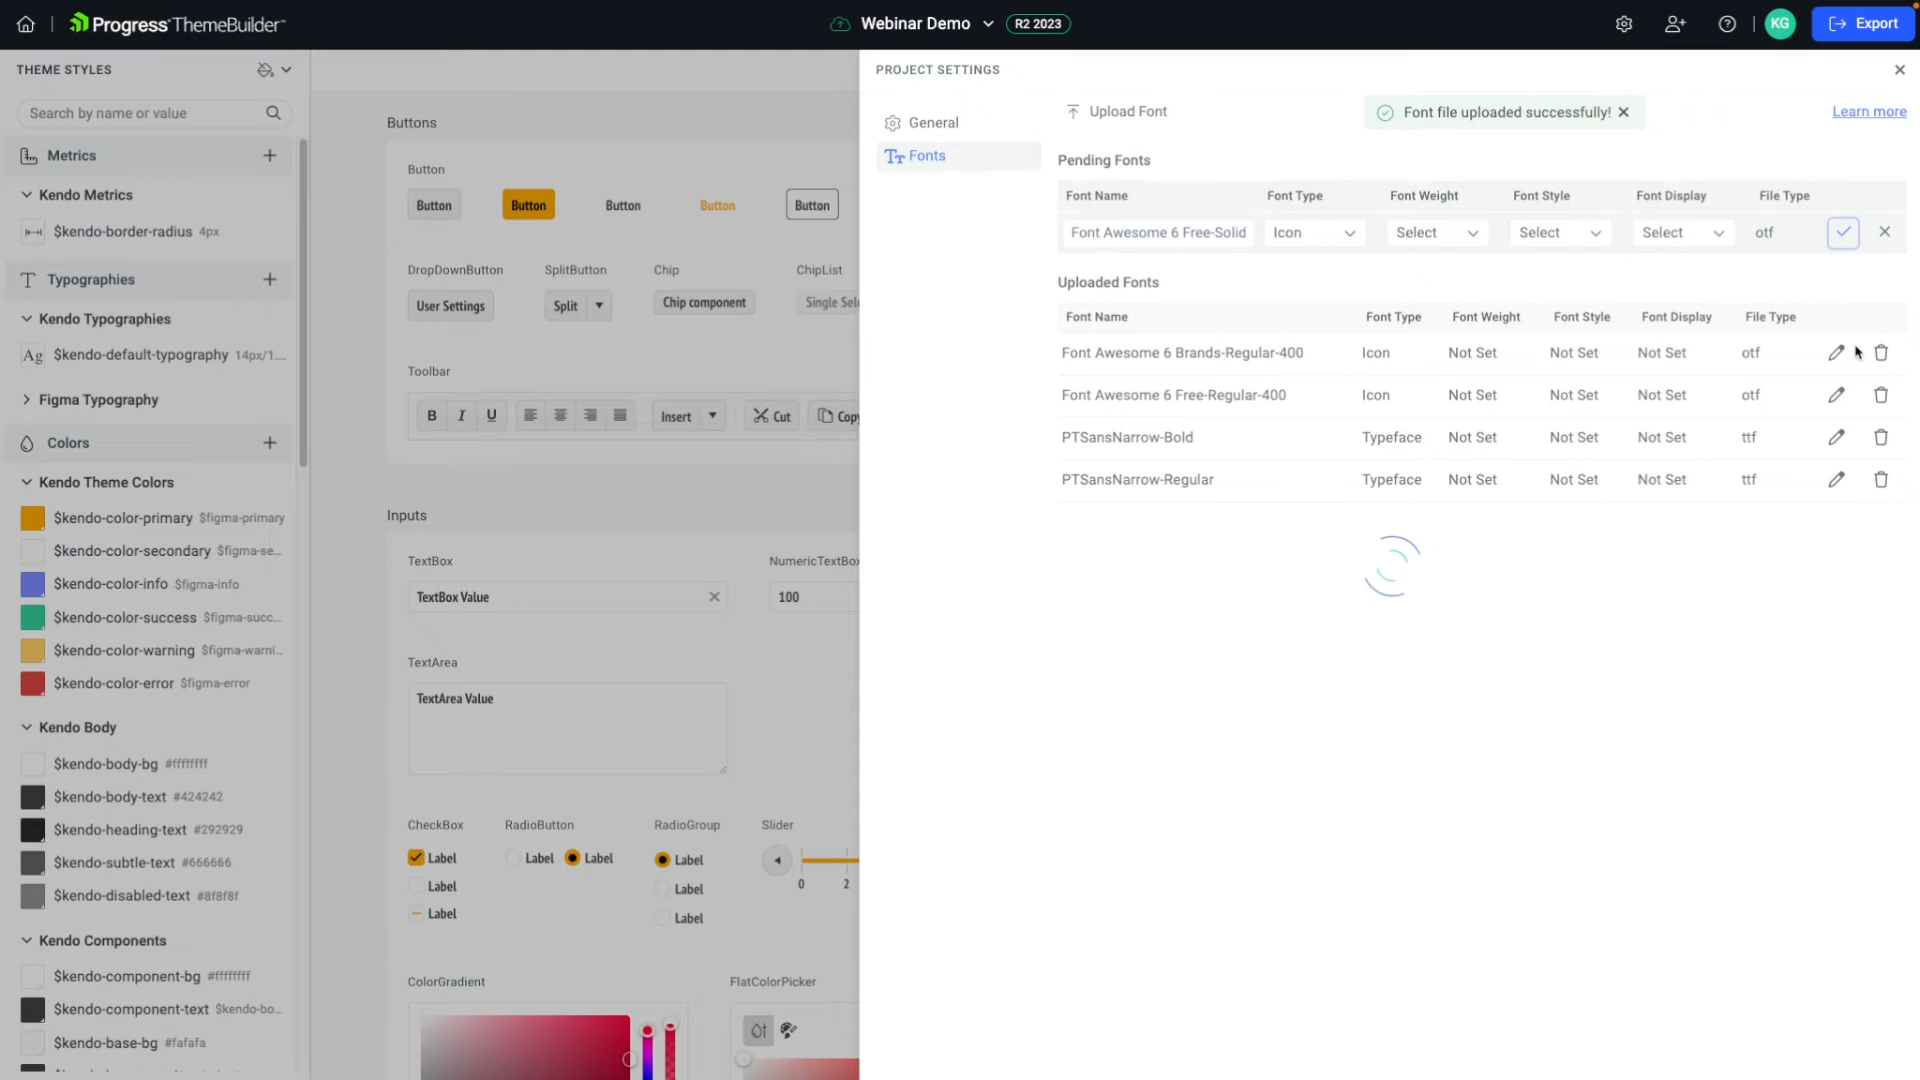 Progress ThemeBuilder
Webinar Demo
R2 2023
KG
Export
THEME STYLES
Search by name or value
Metrics
Kendo Metrics
$kendo-border-radius 4px
Typographies
Kendo Typographies
Ag $kendo-default-typography 14px/1....
Figma Typography
Colors
Kendo Theme Colors
$kendo-color-primary $figma-primary
$kendo-color-secondary $figma-se...
$kendo-color-info $figma-info
$kendo-color-success $figma-succ...
$kendo-color-warning $figma-warni...
$kendo-color-error $figma-error
Kendo Body
$kendo-body-bg #ffffffff
$kendo-body-text #424242
$kendo-heading-text #292929
$kendo-subtle-text #666666
$kendo-disabled-text #8f8f8f
Kendo Components
$kendo-component-bg #ffffffff
$kendo-component-text $kendo-bo...
$kendo-base-bg #fafafa
Buttons
Button
Button Button Button Button Button
DropDownButton SplitButton Chip ChipList
User Settings Split Chip component Single Sel
Toolbar
B I U Insert Cut Copy
Inputs
TextBox NumericTextBox
TextBox Value 100
TextArea
TextArea Value
CheckBox RadioButton RadioGroup Slider
Label Label Label Label
Label Label
Label Label
0 2
ColorGradient FlatColorPicker
PROJECT SETTINGS
General
Tт Fonts
Upload Font
Font file uploaded successfully!
Learn more
Pending Fonts
Font Name Font Type Font Weight Font Style Font Display File Type
Font Awesome 6 Free-Solid Icon Select Select Select otf
Uploaded Fonts
Font Name Font Type Font Weight Font Style Font Display File Type
Font Awesome 6 Brands-Regular-400 Icon Not Set Not Set Not Set otf
Font Awesome 6 Free-Regular-400 Icon Not Set Not Set Not Set otf
PTSansNarrow-Bold Typeface Not Set Not Set Not Set ttf
PTSansNarrow-Regular Typeface Not Set Not Set Not Set ttf